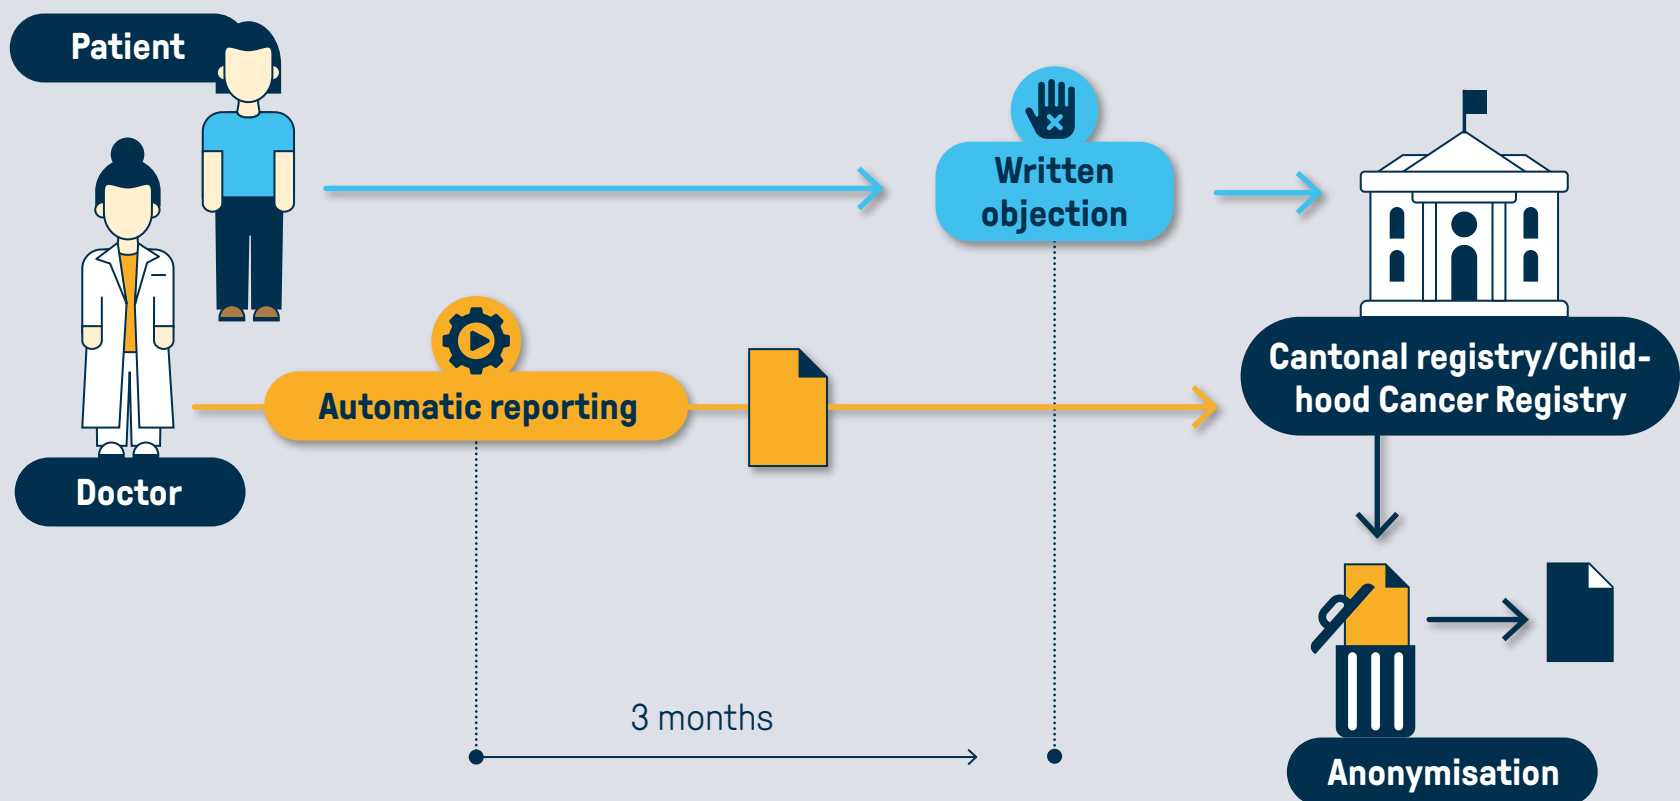 Patient
Written
objection
Automatic reporting
Cantonal registry/Child-
hood Cancer Registry
Doctor
3 months
Anonymisation